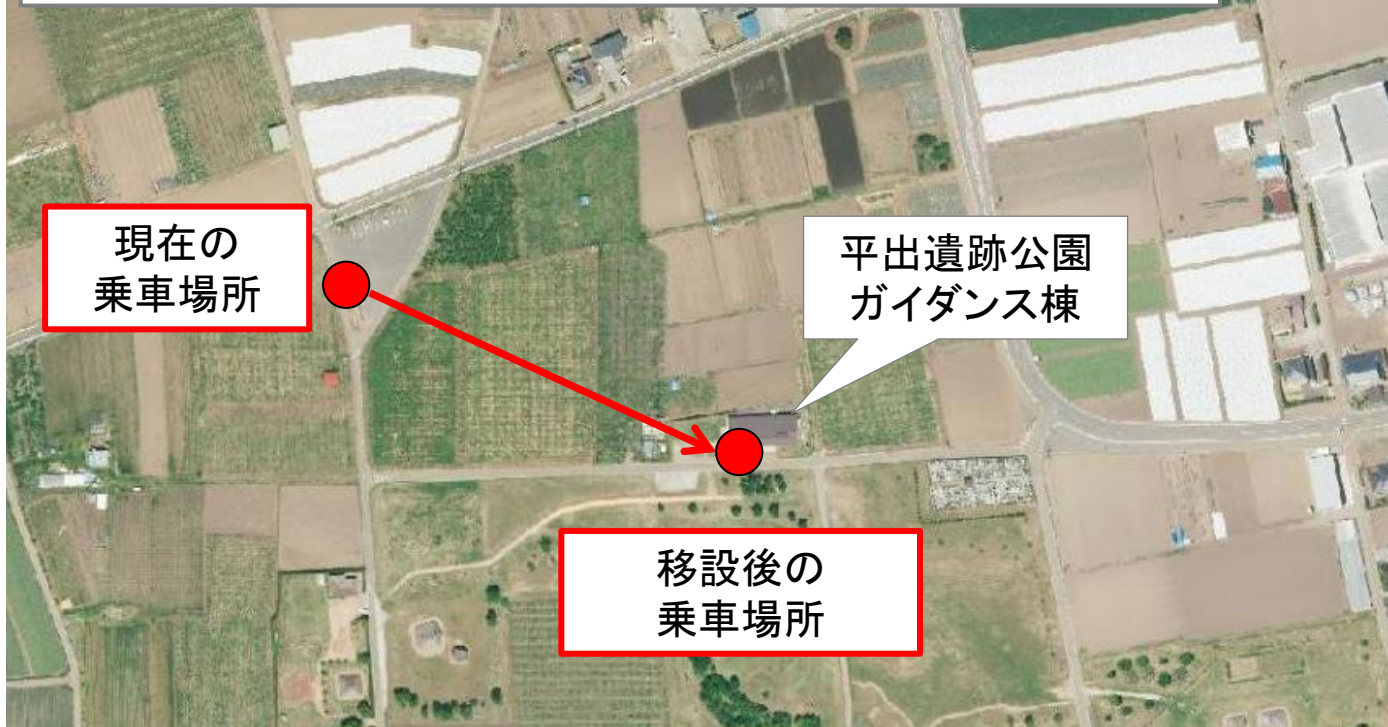 現在の
乗車場所
平出遺跡公園
ガイダンス棟
移設後の
乗車場所